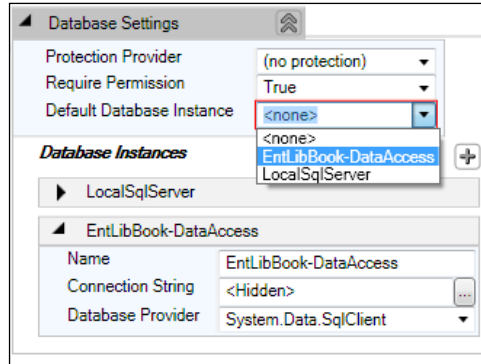 Database Settings
Protection Provider (no protection)
Require Permission True
Default Database Instance <none>
<none>
EntLibBook-DataAccess
LocalSqlServer
Database Instances
LocalSqlServer
EntLibBook-DataAccess
Name EntLibBook-DataAccess
Connection String <Hidden> ...
Database Provider System.Data.SqlClient